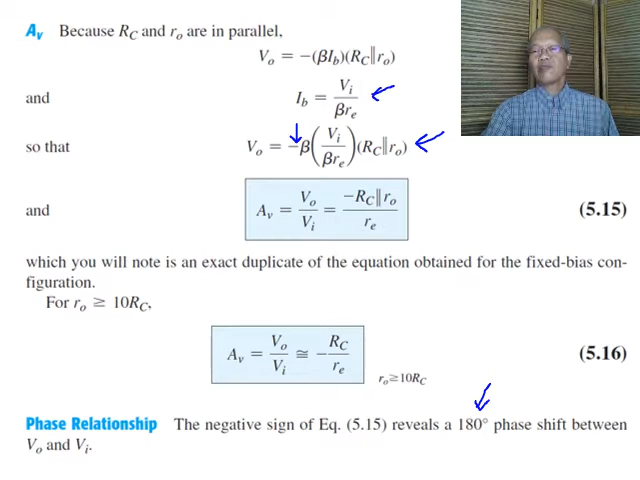 Av Because RC and ro are in parallel,
Vo = −(βIb)(RC‖ro)
and Ib = Vi/βre
so that Vo = −β(Vi/βre)(RC‖ro)
and Av = Vo/Vi = −RC‖ro/re (5.15)
which you will note is an exact duplicate of the equation obtained for the fixed-bias con-
figuration.
For ro ≥ 10RC,
Av = Vo/Vi ≅ −RC/re ro≥10RC (5.16)
Phase Relationship The negative sign of Eq. (5.15) reveals a 180° phase shift between
Vo and Vi.